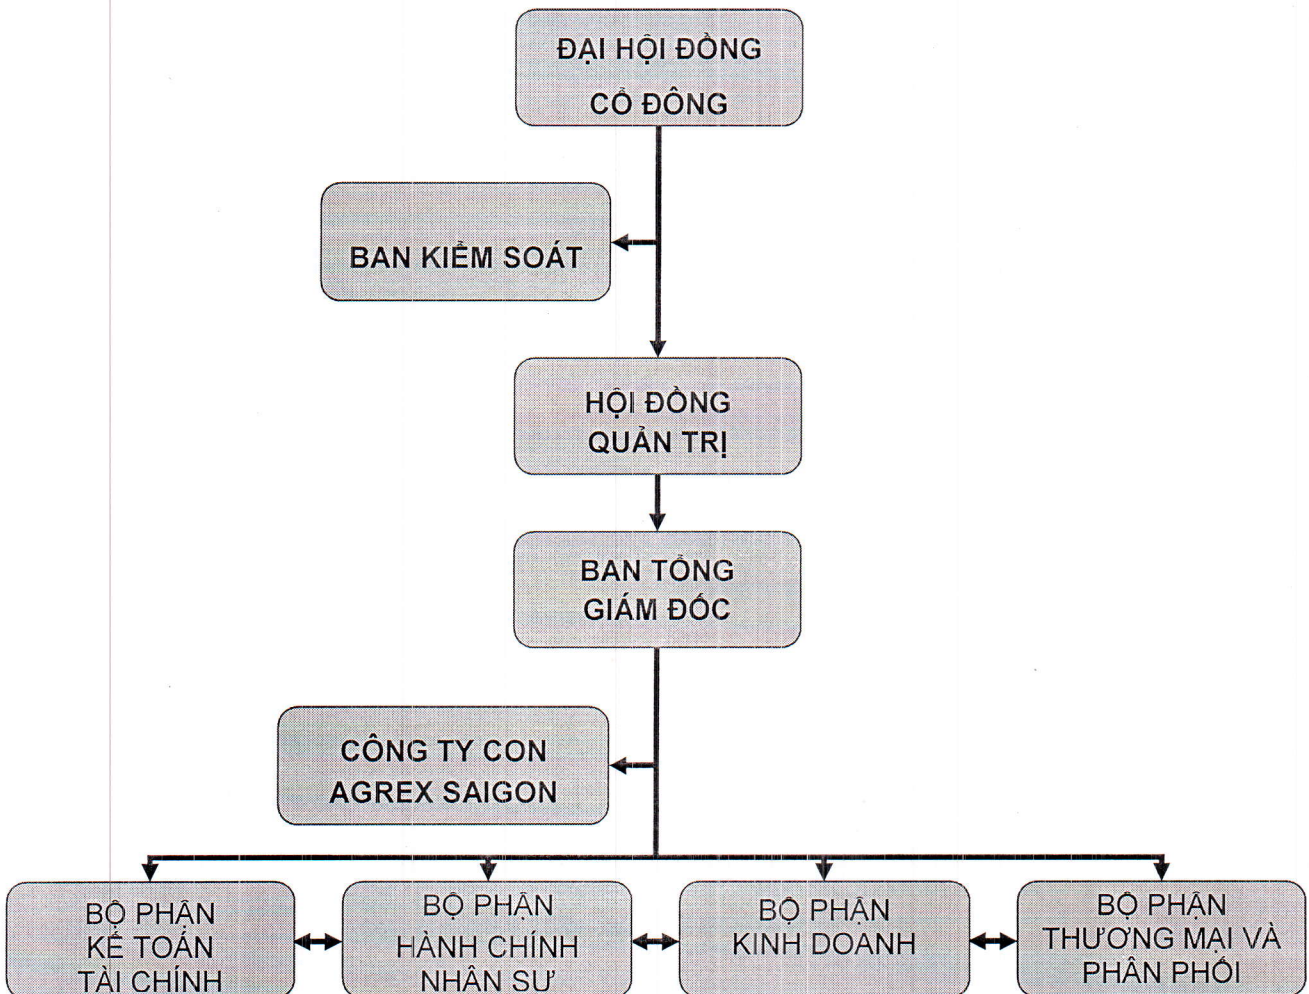 ĐẠI HỘI ĐỒNG
CỔ ĐÔNG
BAN KIỂM SOÁT
HỘI ĐỒNG
QUẢN TRỊ
BAN TỔNG
GIÁM ĐỐC
CÔNG TY CON
AGREX SAIGON
BỘ PHẬN
KẾ TOÁN
TÀI CHÍNH
BỘ PHẬN
HÀNH CHÍNH
NHÂN SỰ
BỘ PHẬN
KINH DOANH
BỘ PHẬN
THƯƠNG MẠI VÀ
PHÂN PHỐI